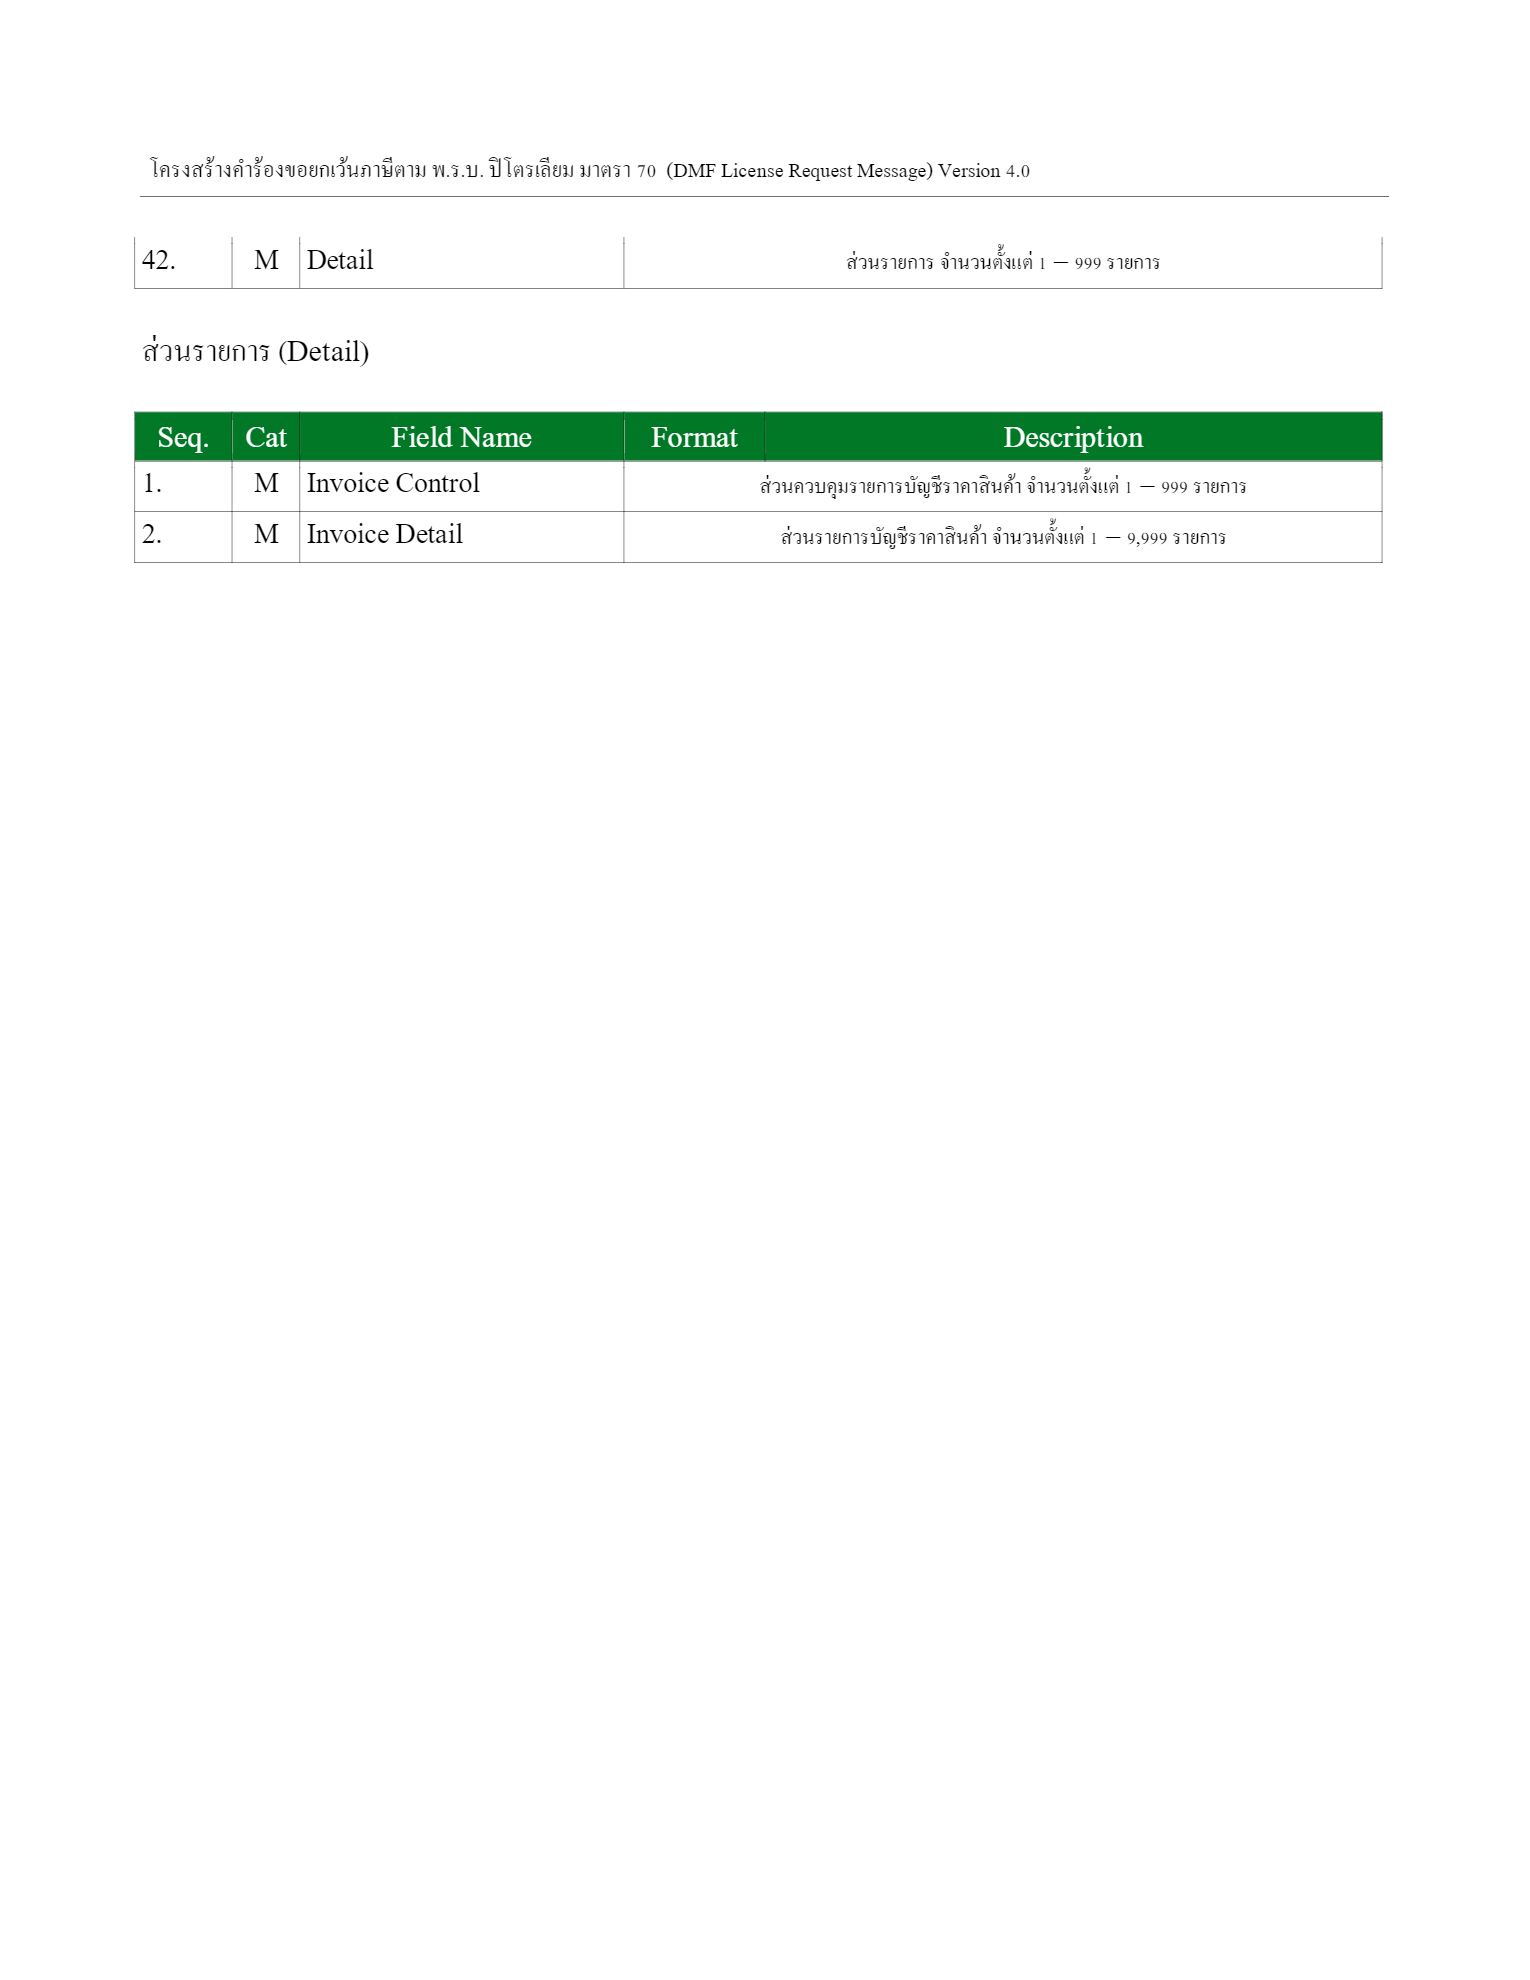 โครงสร้างคำร้องขอยกเว้นภาษีตาม พ.ร.บ. ปิโตรเลียม มาตรา 70 (DMF License Request Message) Version 4.0
42. M Detail ส่วนรายการ จำนวนตั้งแต่ 1 – 999 รายการ
ส่วนรายการ (Detail)
Seq. Cat Field Name Format Description
1. M Invoice Control ส่วนควบคุมรายการบัญชีราคาสินค้า จำนวนตั้งแต่ 1 – 999 รายการ
2. M Invoice Detail ส่วนรายการบัญชีราคาสินค้า จำนวนตั้งแต่ 1 – 9,999 รายการ